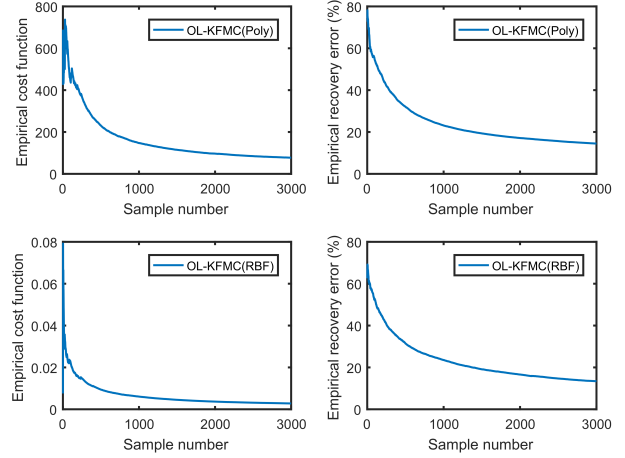 Empirical cost function
800
600
400
200
0
OL-KFMC(Poly)
0 1000 2000 3000
Sample number
Empirical recovery error (%)
80
60
40
20
0
OL-KFMC(Poly)
0 1000 2000 3000
Sample number
Empirical cost function
0.08
0.06
0.04
0.02
0
OL-KFMC(RBF)
0 1000 2000 3000
Sample number
Empirical recovery error (%)
80
60
40
20
0
OL-KFMC(RBF)
0 1000 2000 3000
Sample number